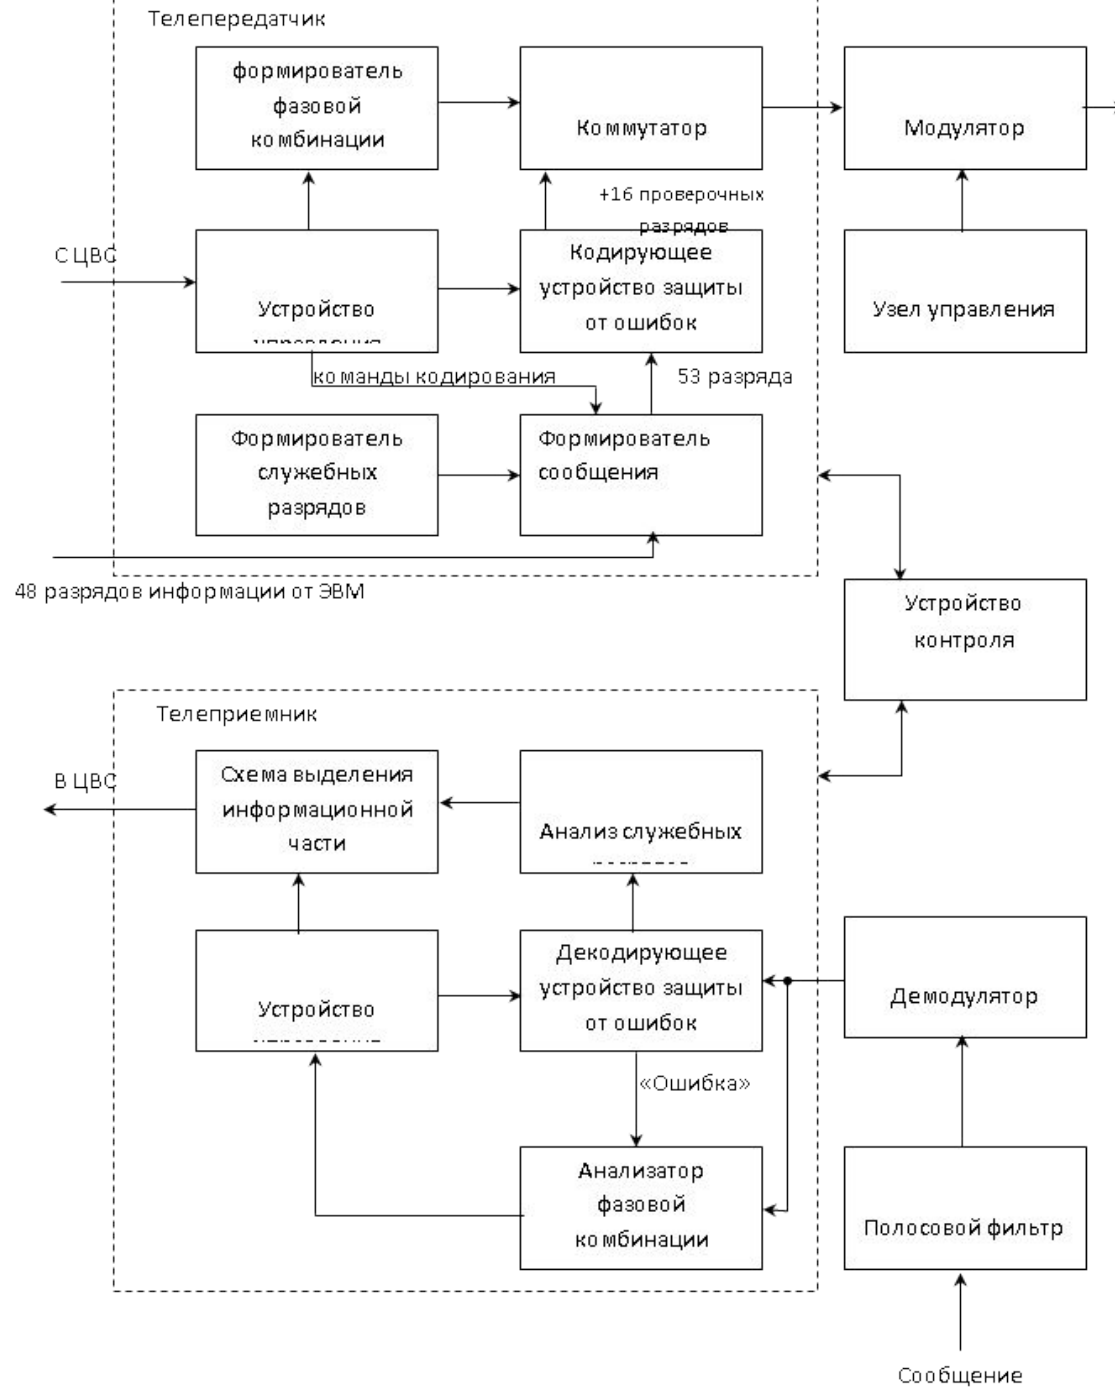 Телепередатчик
формирователь
фазовой
комбинации
Коммутатор
Модулятор
+16 проверочных
разрядов
С ЦВС
Устройство
Кодирующее
устройство защиты
от ошибок
Узел управления
команды кодирования
53 разряда
Формирователь
служебных
разрядов
Формирователь
сообщения
48 разрядов информации от ЭВМ
Устройство
контроля
Телеприемник
В ЦВС
Схема выделения
информационной
части
Анализ служебных
Устройство
Декодирующее
устройство защиты
от ошибок
Демодулятор
«Ошибка»
Анализатор
фазовой
комбинации
Полосовой фильтр
Сообщение